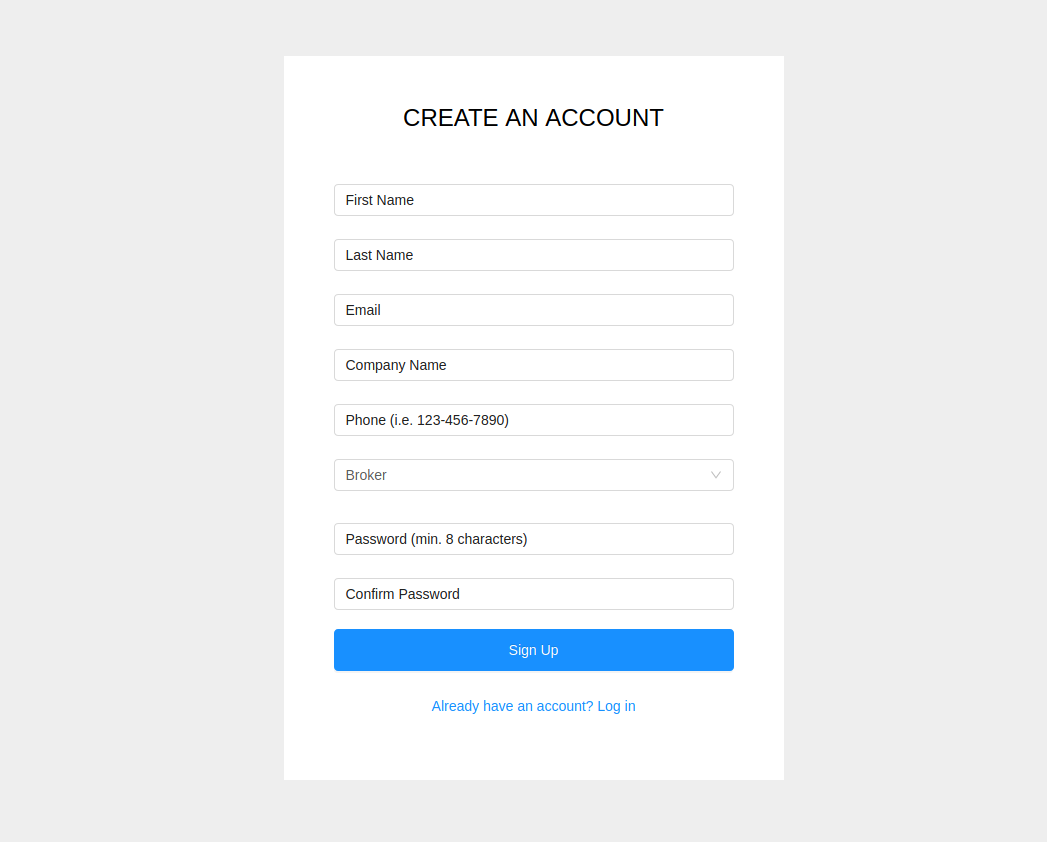 CREATE AN ACCOUNT
First Name
Last Name
Email
Company Name
Phone (i.e. 123-456-7890)
Broker
Password (min. 8 characters)
Confirm Password
Sign Up
Already have an account? Log in